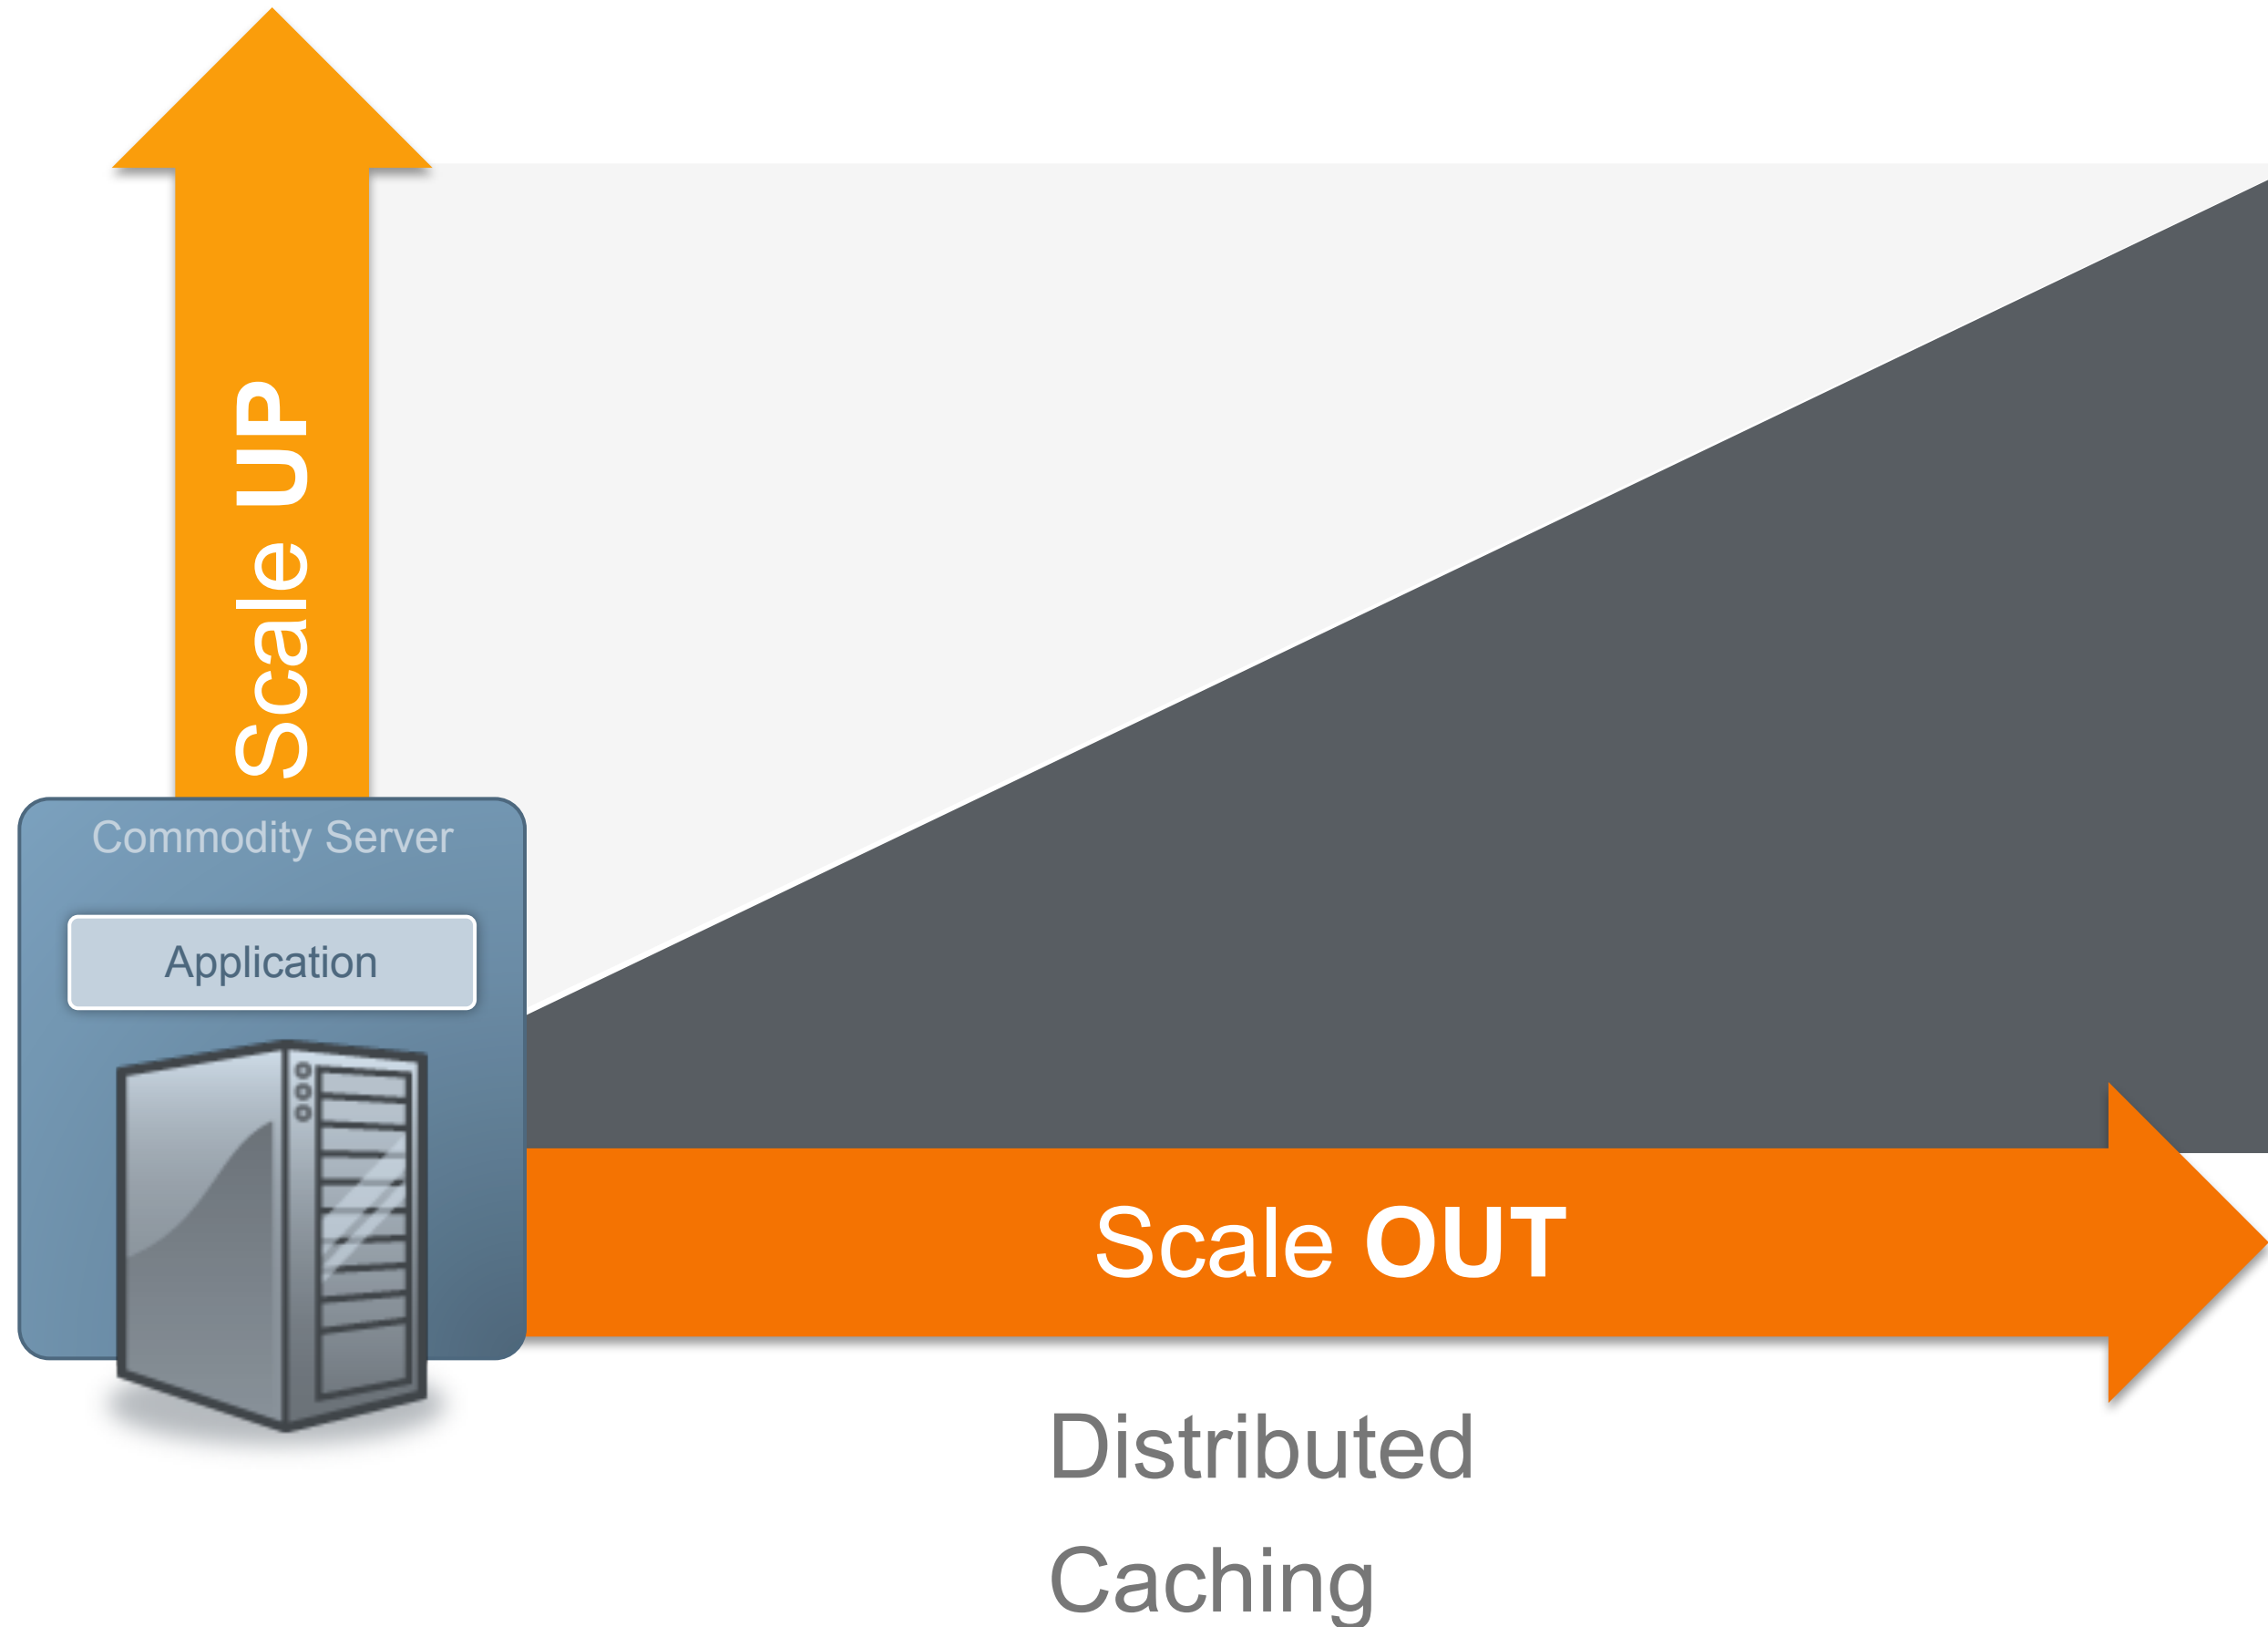 Scale UP
Commodity Server
Application
Scale OUT
Distributed
Caching